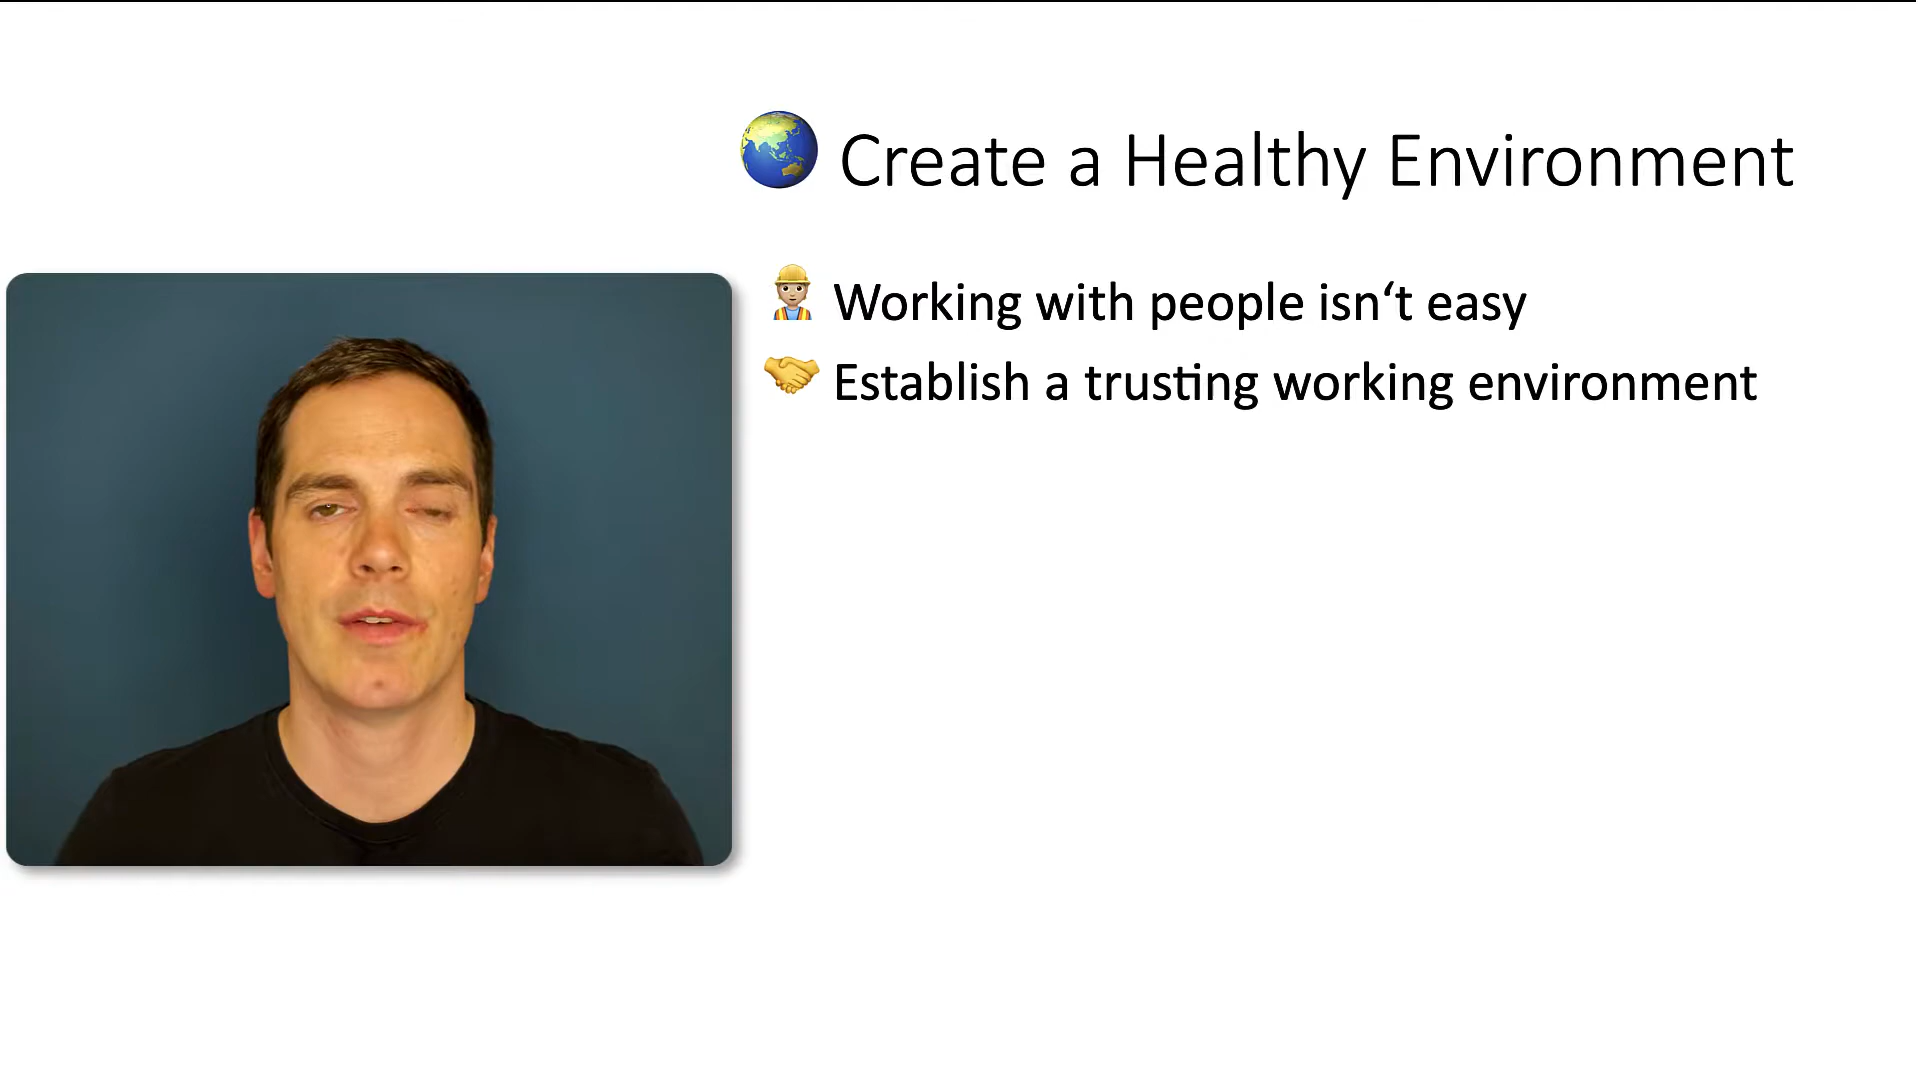 Create a Healthy Environment
Working with people isn‘t easy
Establish a trusting working environment